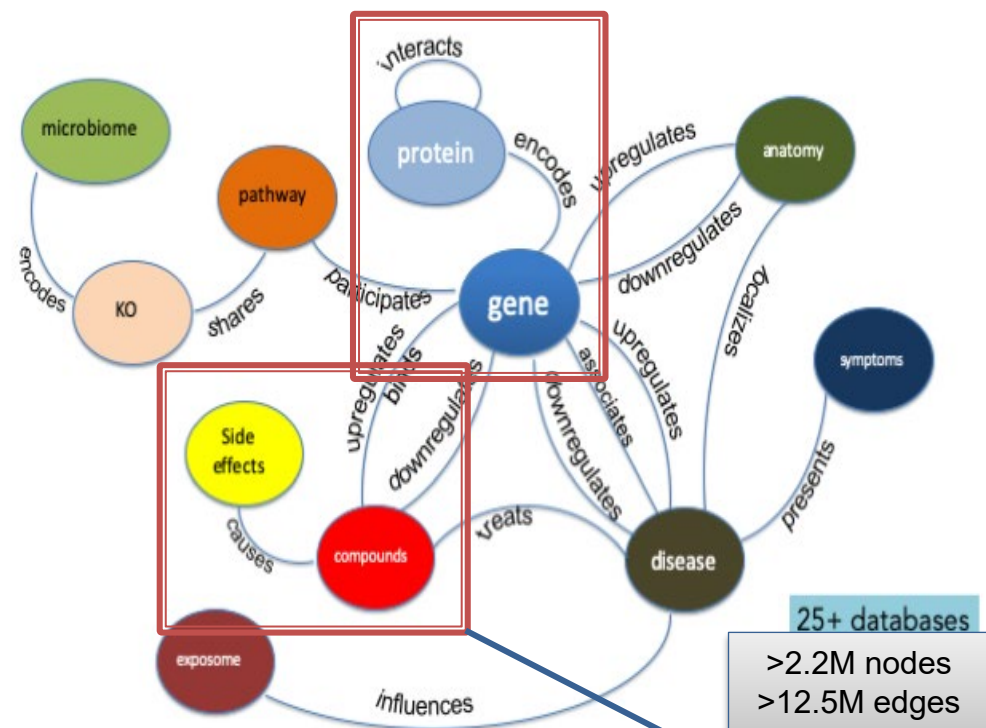 interacts
microbiome
protein
encodes
upregulates
anatomy
pathway
downregulates
encodes
KO
shares
participates
gene
localizes
upregulates
binds
downregulates
downregulates
associates
upregulates
symptoms
Side
effects
causes
compounds
treats
disease
presents
25+ databases
exposome
influences
>2.2M nodes
>12.5M edges